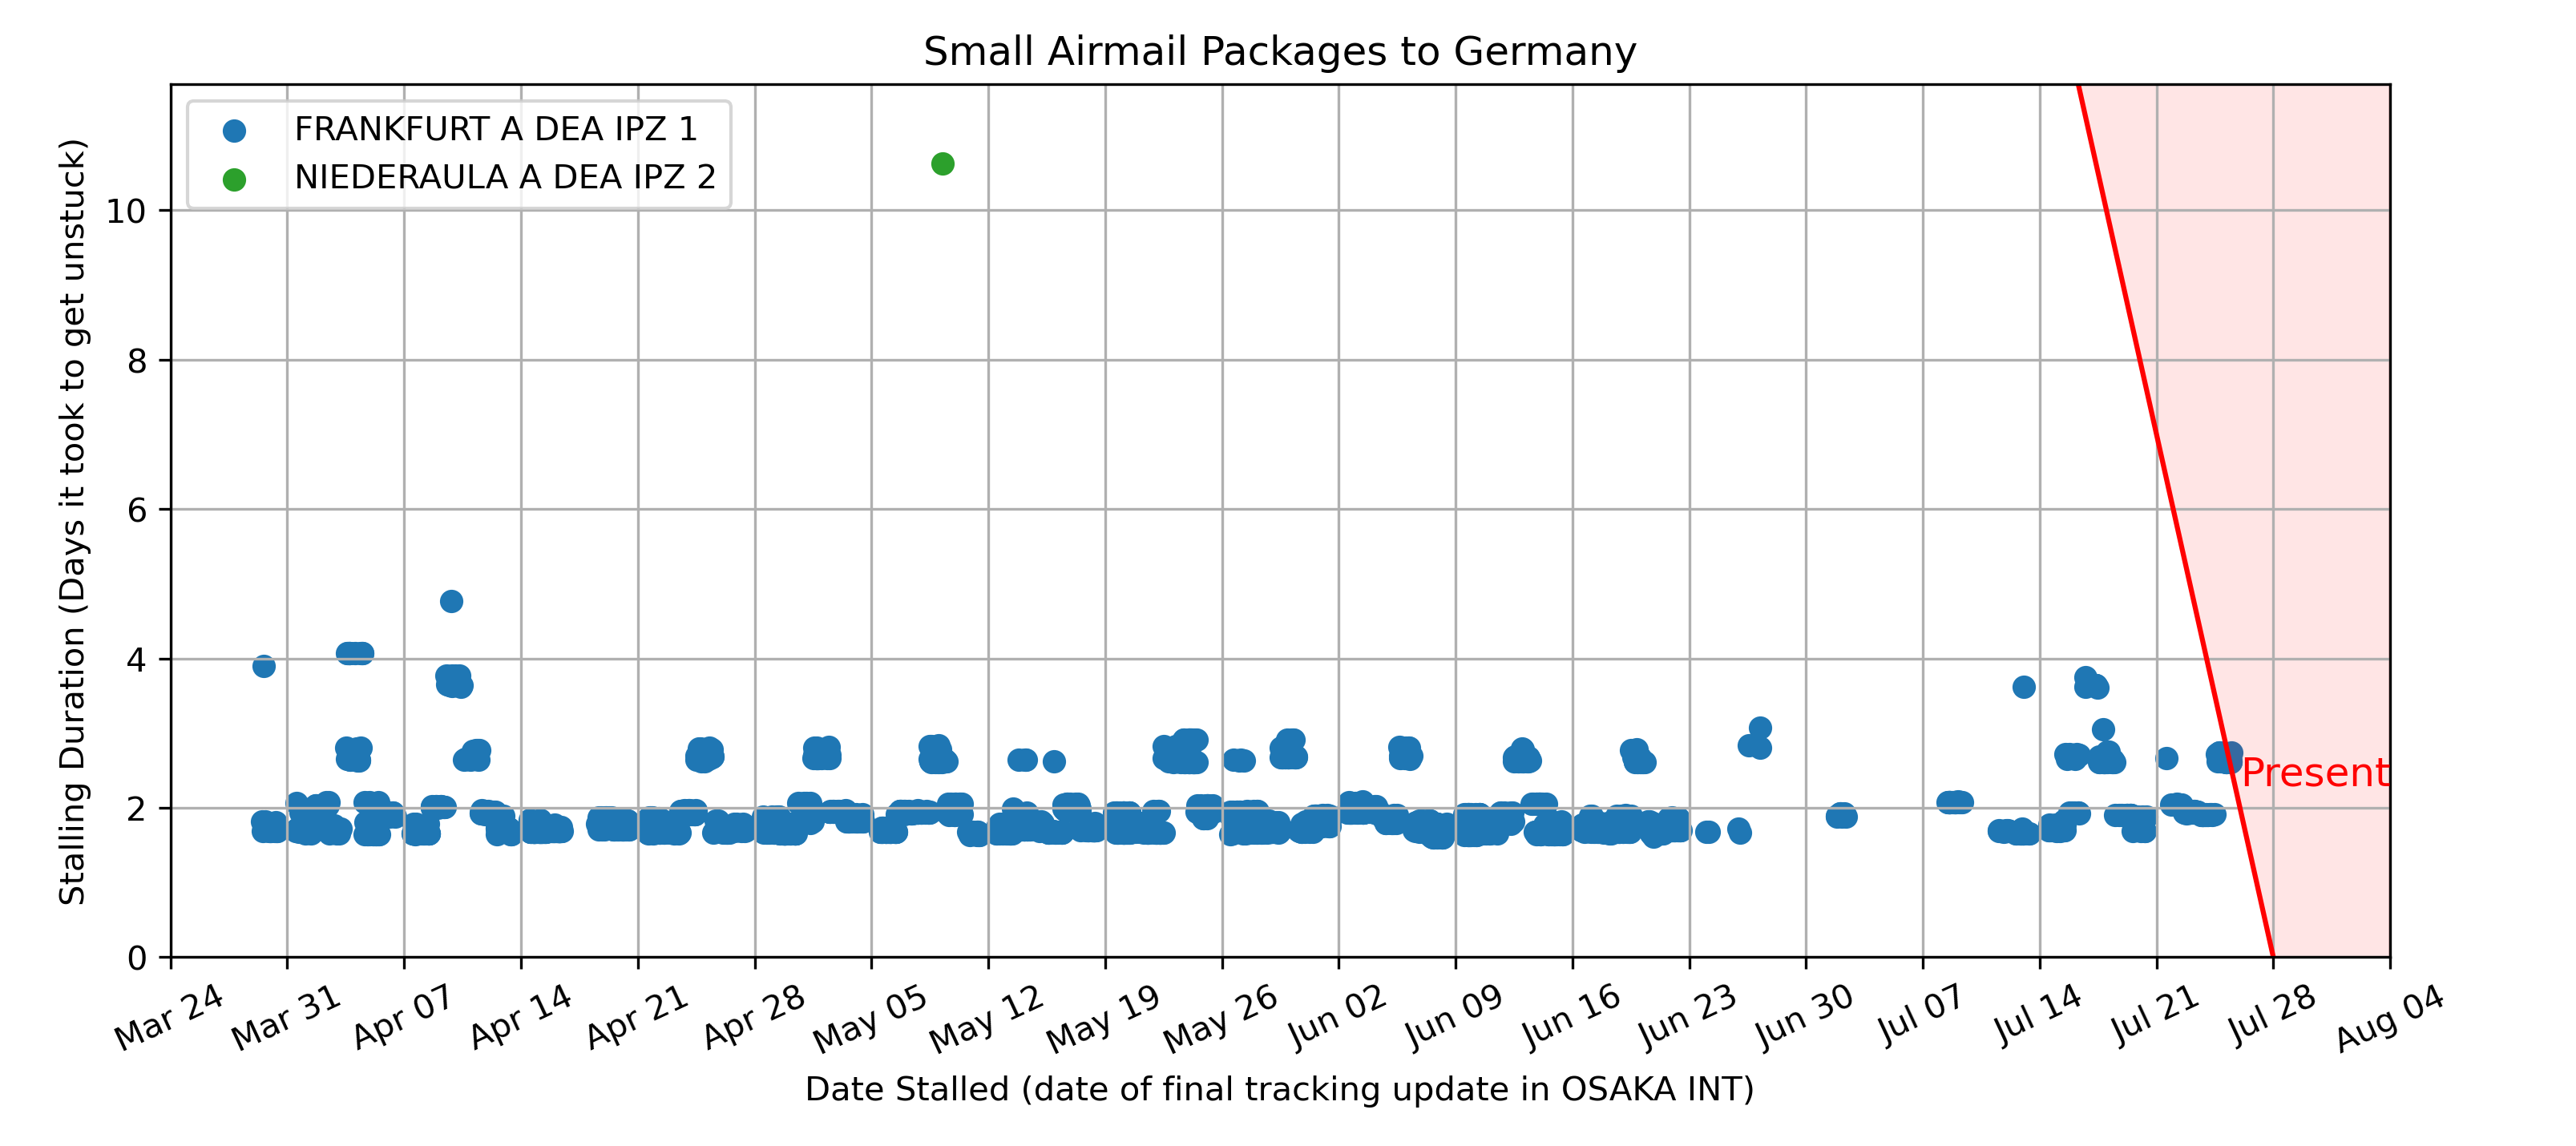 Small Airmail Packages to Germany
FRANKFURT A DEA IPZ 1
NIEDERAULA A DEA IPZ 2
Stalling Duration (Days it took to get unstuck)
10
8
6
4
2
0
Present
Mar 24
Mar 31
Apr 07
Apr 14
Apr 21
Apr 28
May 05
May 12
May 19
May 26
Jun 02
Jun 09
Jun 16
Jun 23
Jun 30
Jul 07
Jul 14
Jul 21
Jul 28
Aug 04
Date Stalled (date of final tracking update in OSAKA INT)